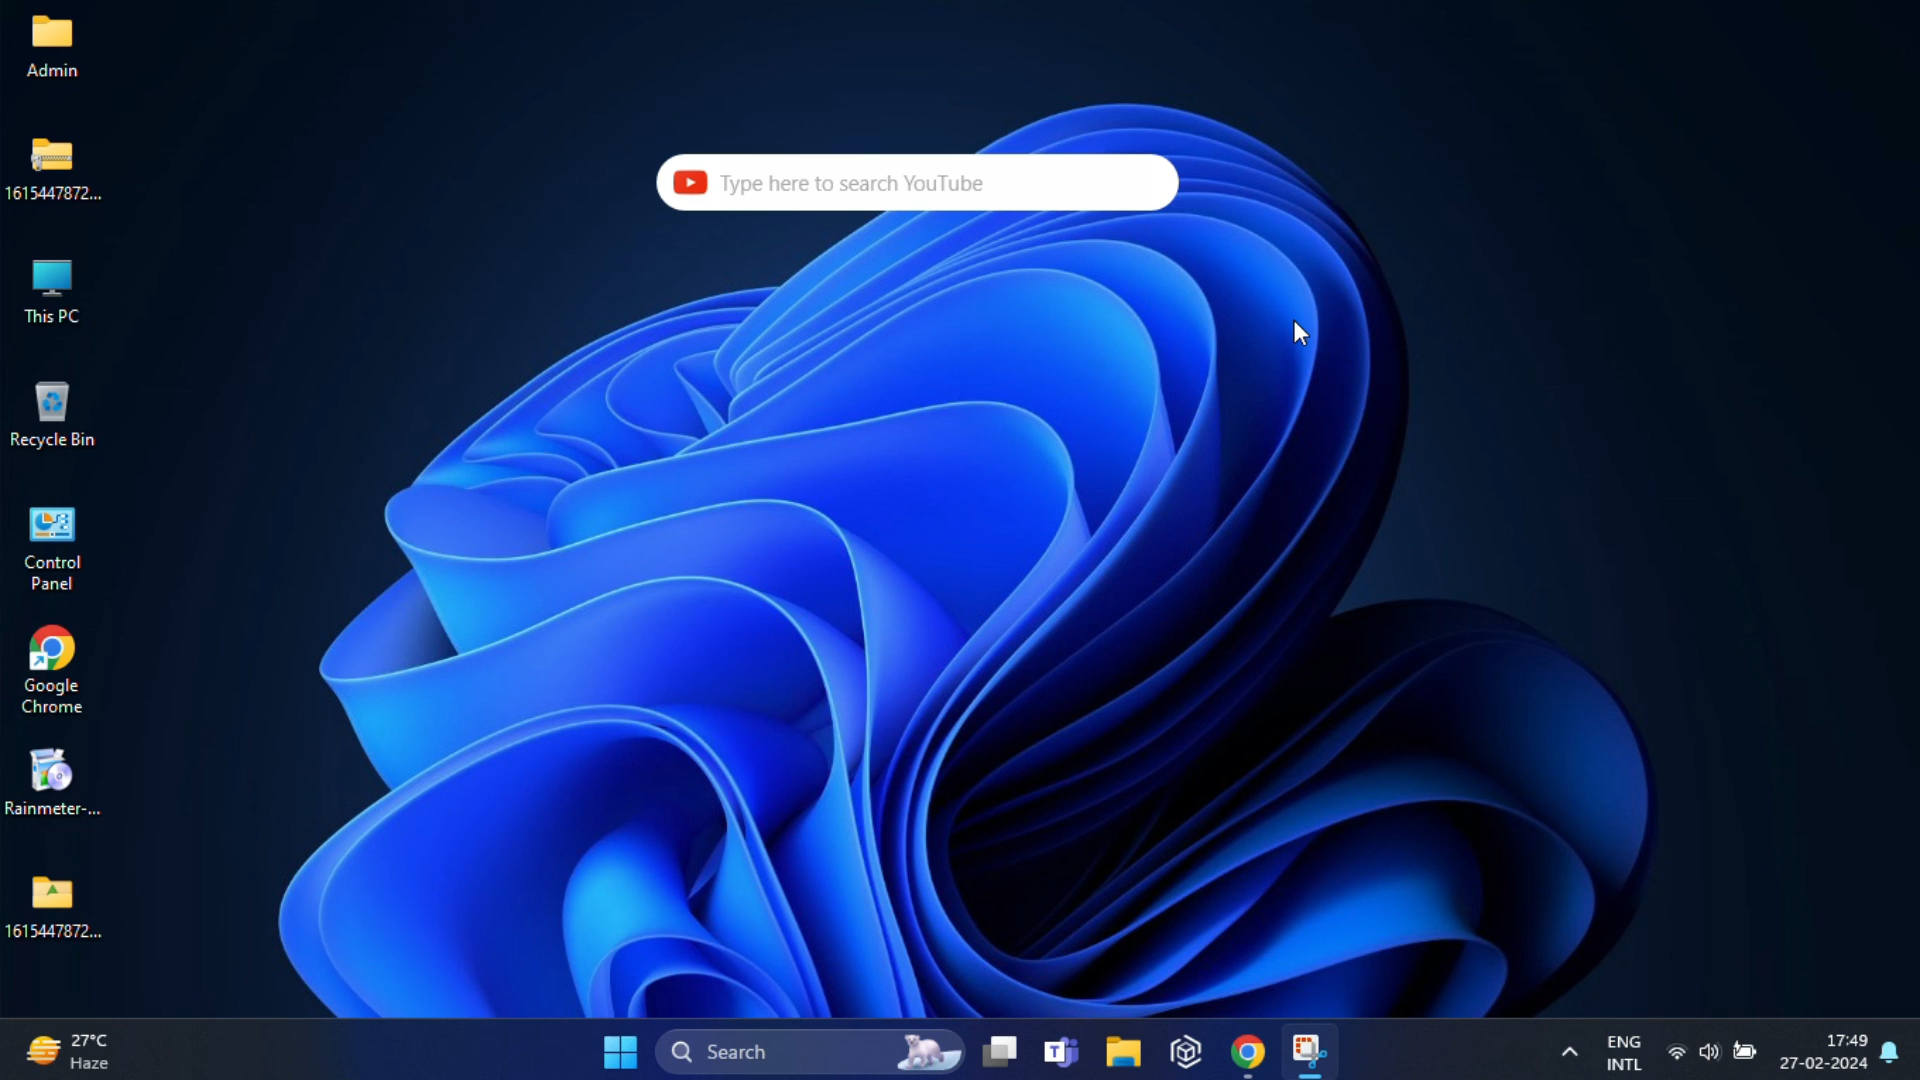 Admin
1615447872...
This PC
Recycle Bin
Control
Panel
Google
Chrome
Rainmeter-...
1615447872...
Type here to search YouTube
27°C
Haze
Search
T
ENG
INTL
17:49
27-02-2024